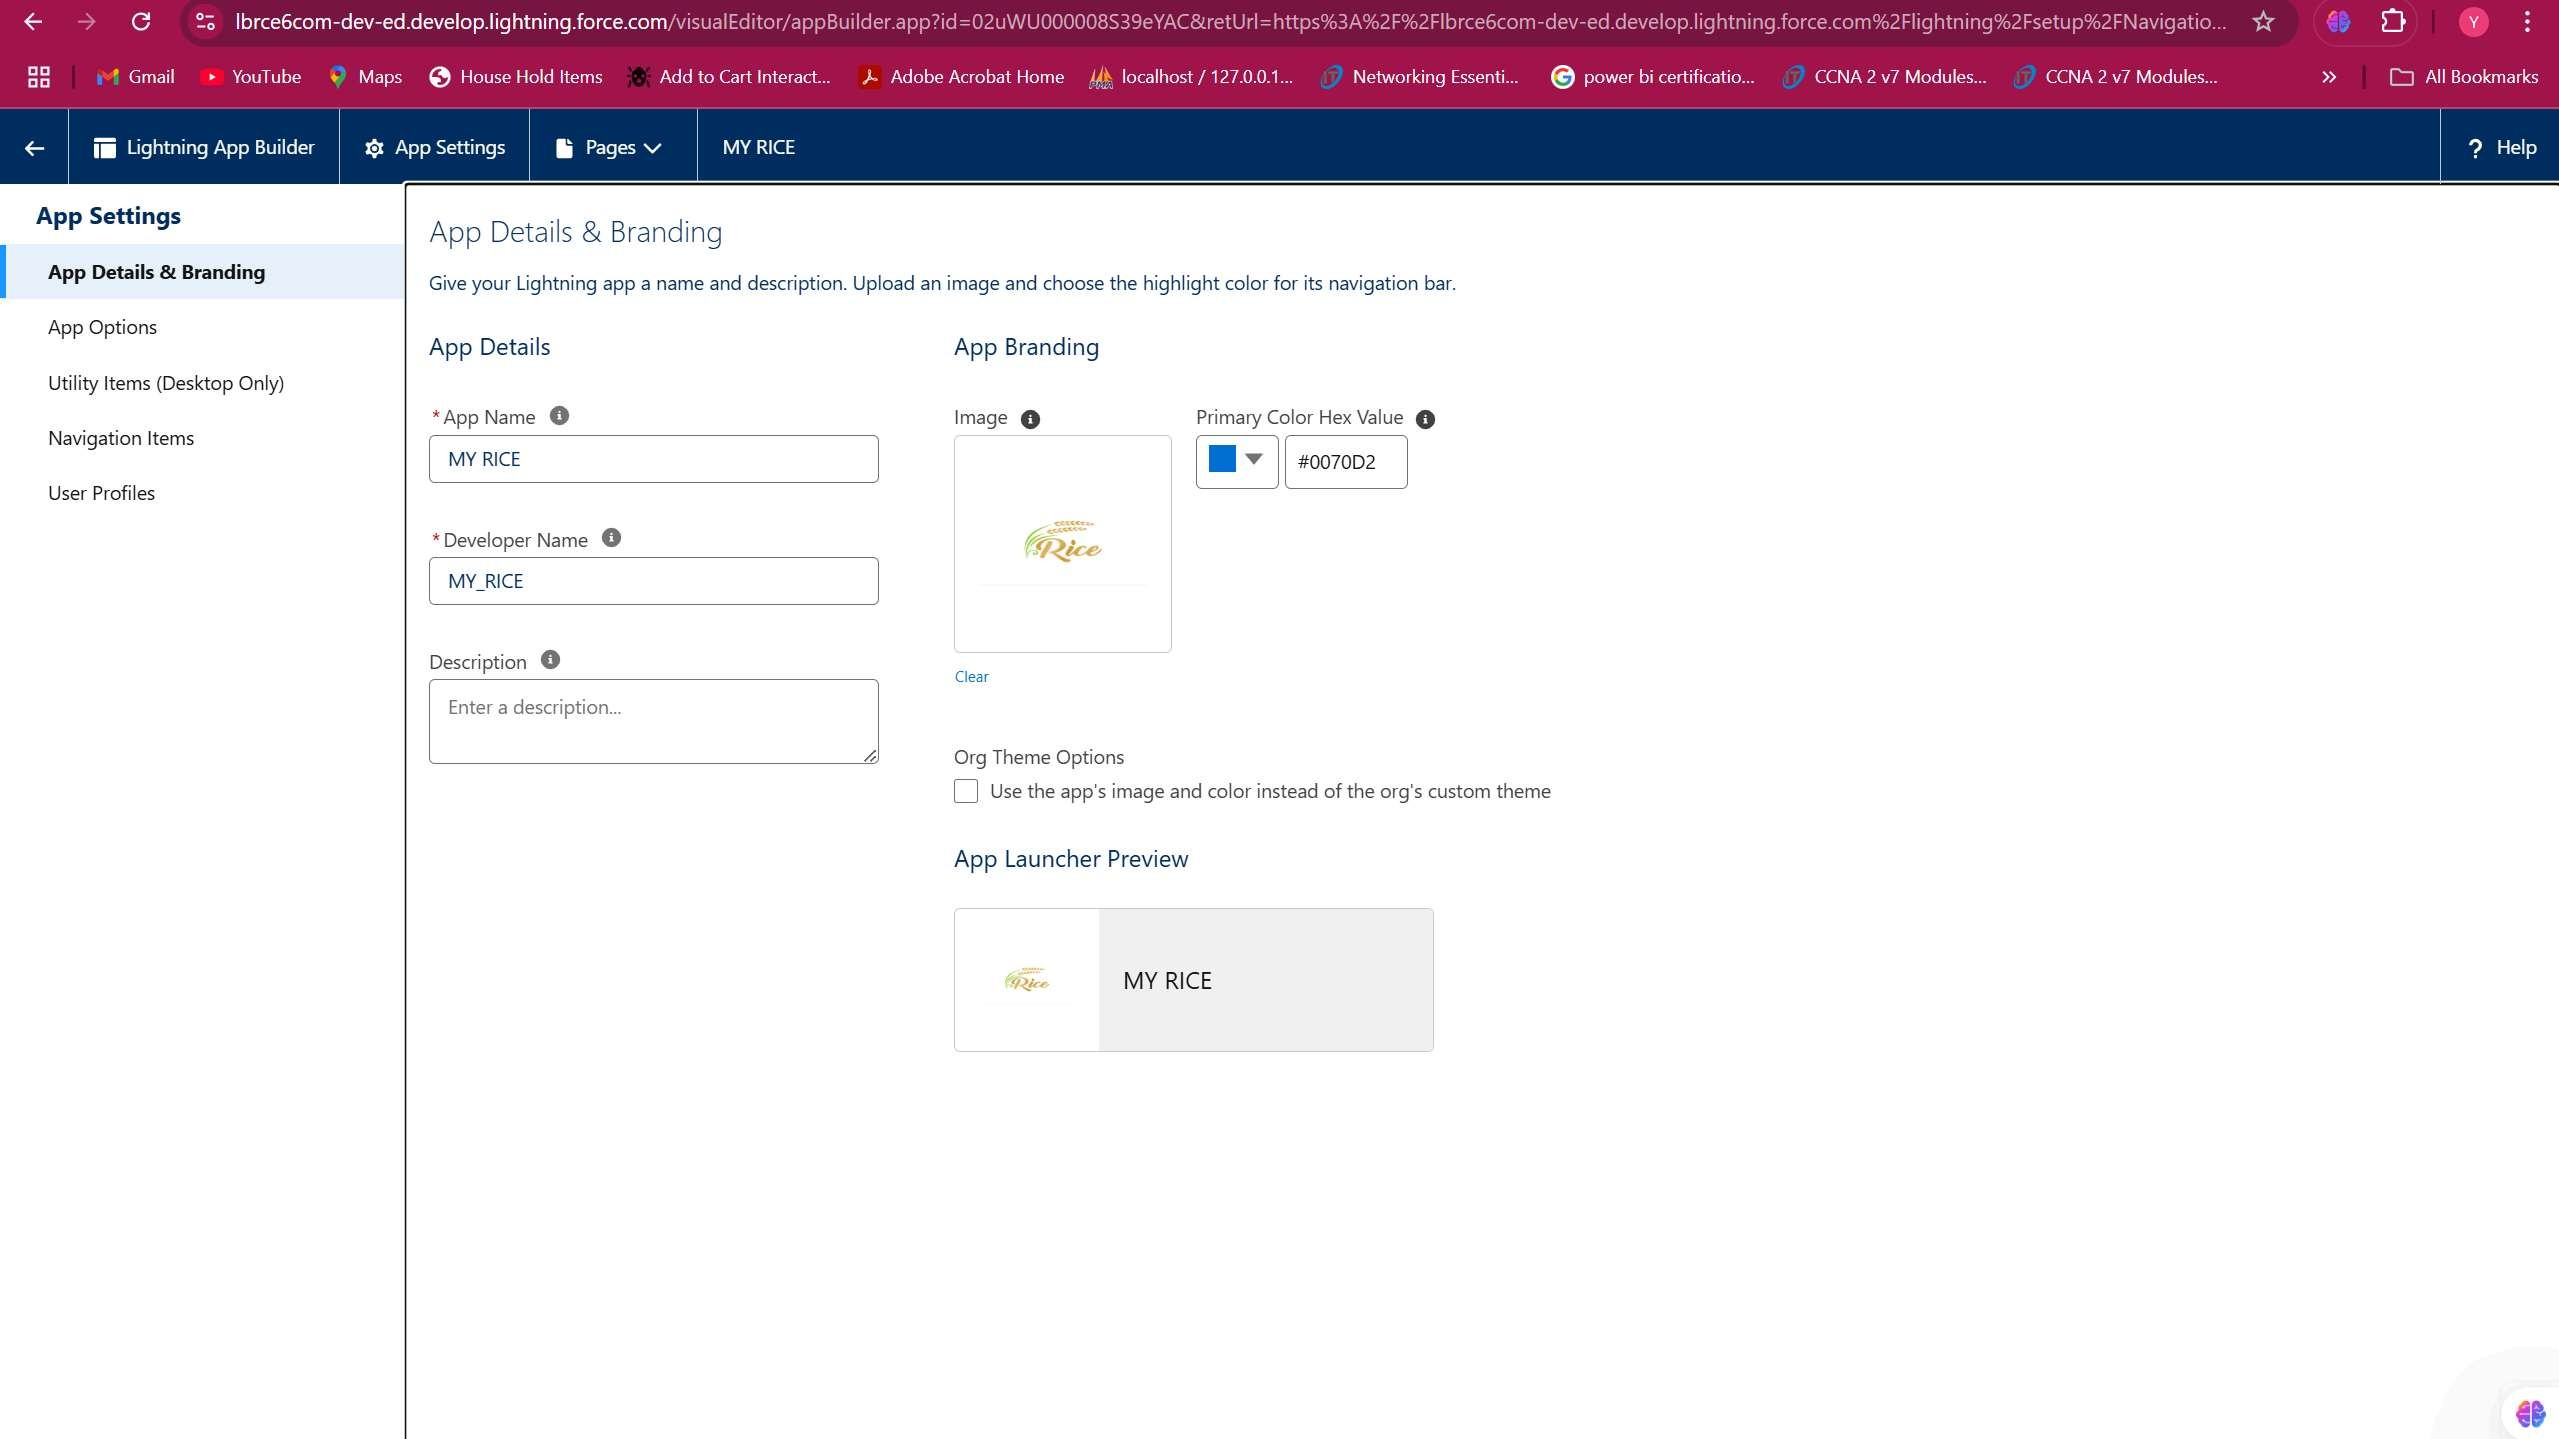 lbrce6com-dev-ed.develop.lightning.force.com/visualEditor/appBuilder.app?id=02uWU000008S39eYAC&retUrl=https%3A%2F%2Flbrce6com-dev-ed.develop.lightning.force.com%2Flightning%2Fsetup%2FNavigatio... Y
Gmail YouTube Maps House Hold Items Add to Cart Interact... Adobe Acrobat Home localhost / 127.0.0.1... Networking Essenti... power bi certificatio... CCNA 2 v7 Modules... CCNA 2 v7 Modules... » All Bookmarks
Lightning App Builder App Settings Pages MY RICE ? Help
App Settings
App Details & Branding
App Options
Utility Items (Desktop Only)
Navigation Items
User Profiles
App Details & Branding
Give your Lightning app a name and description. Upload an image and choose the highlight color for its navigation bar.
App Details
*App Name
MY RICE
*Developer Name
MY_RICE
Description
Enter a description...
App Branding
Image
Rice
Clear
Primary Color Hex Value
#0070D2
Org Theme Options
Use the app's image and color instead of the org's custom theme
App Launcher Preview
Rice
MY RICE